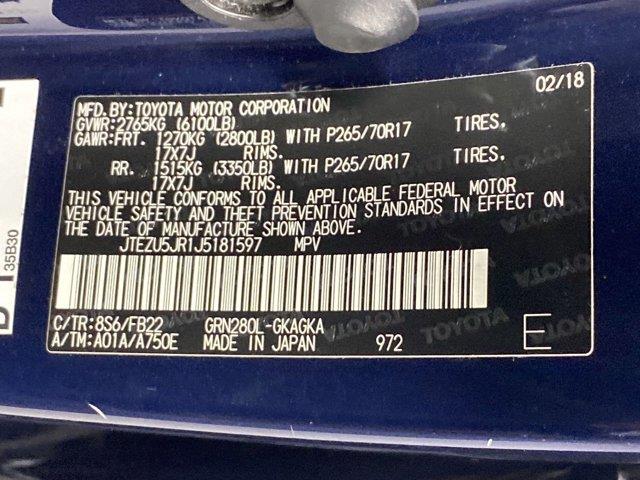 02/18
MFD.BY:TOYOTA MOTOR CORPORATION
GVWR:2765KG (6100LB)
GAWR:FRT. 1270KG (2800LB) WITH P265/70R17 TIRES.
17X7J RIMS.
RR. 1515KG (3350LB) WITH P265/70R17 TIRES.
17X7J RIMS.
THIS VEHICLE CONFORMS TO ALL APPLICABLE FEDERAL MOTOR
VEHICLE SAFETY AND THEFT PREVENTION STANDARDS IN EFFECT ON
THE DATE OF MANUFACTURE SHOWN ABOVE.
JTEZU5JR1J5181597 MPV
C/TR:8S6/FB22 GRN280L-GKAGKA
A/TM:A01A/A750E MADE IN JAPAN 972 E
35B30
TOYOTA